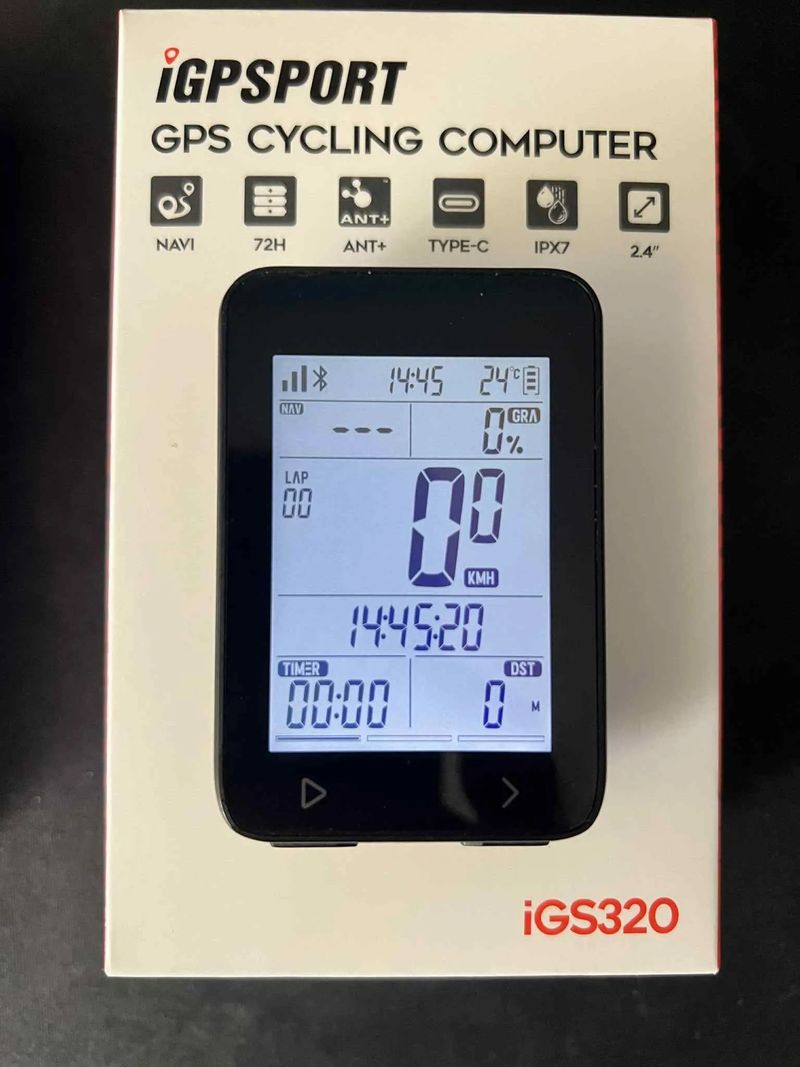 iGPSPORT
GPS CYCLING COMPUTER
ANT+
NAVI 72H ANT+ TYPE-C IPX7 2.4"
14:45 24°C
NAV --- 0% GRA
LAP
00
00
KMH
14:45:20
TIMER DST
00:00 0 M
iGS320